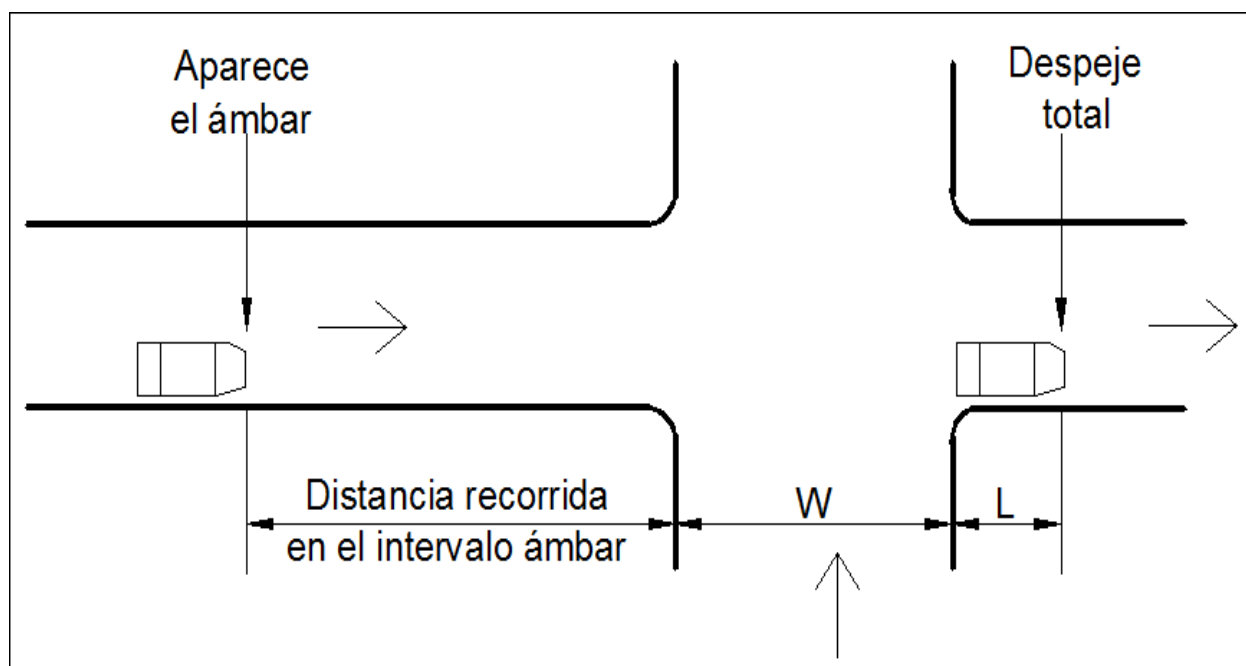 Aparece
el ámbar
Despeje
total
Distancia recorrida
en el intervalo ámbar
W
L